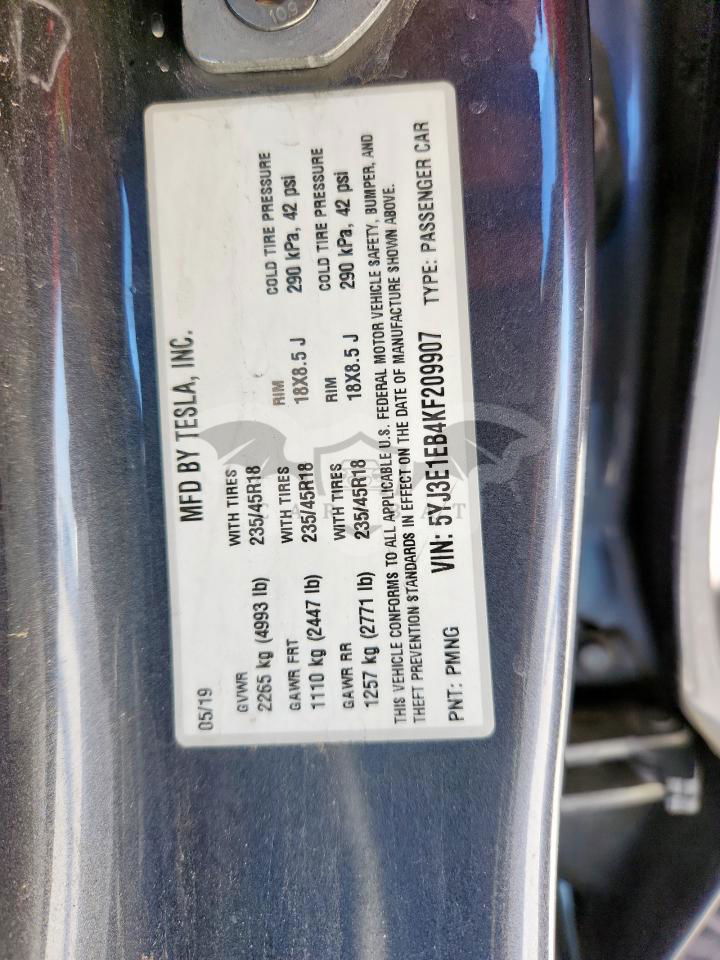 109
MFD BY TESLA, INC.
05/19
GVWR WITH TIRES COLD TIRE PRESSURE
2265 kg (4993 lb) 235/45R18 290 kPa, 42 psi
GAWR FRT WITH TIRES RIM COLD TIRE PRESSURE
1110 kg (2447 lb) 235/45R18 18X8.5 J 290 kPa, 42 psi
GAWR RR WITH TIRES RIM
1257 kg (2771 lb) 235/45R18 18X8.5 J
THIS VEHICLE CONFORMS TO ALL APPLICABLE U.S. FEDERAL MOTOR VEHICLE SAFETY, BUMPER, AND
THEFT PREVENTION STANDARDS IN EFFECT ON THE DATE OF MANUFACTURE SHOWN ABOVE.
PNT: PMNG VIN: 5YJ3E1EB4KF209907 TYPE: PASSENGER CAR